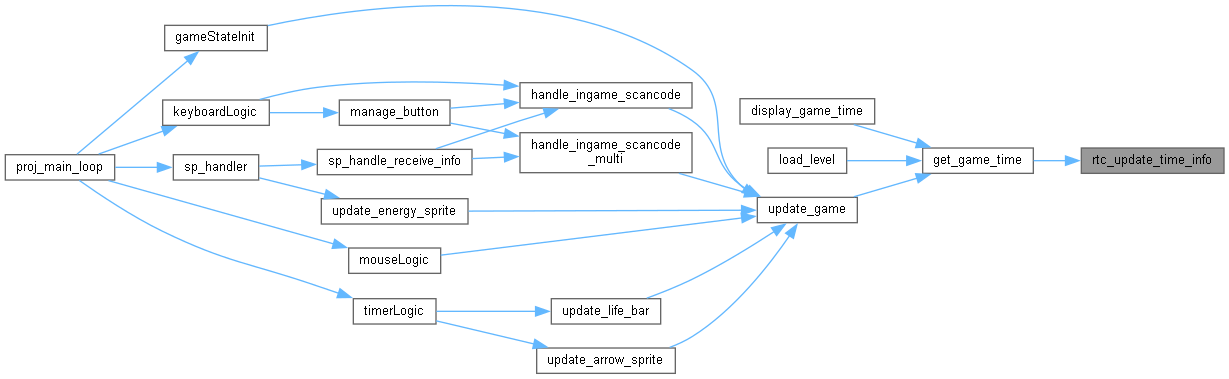 gameStateInit
handle_ingame_scancode
keyboardLogic
manage_button
display_game_time
handle_ingame_scancode
_multi
proj_main_loop
sp_handler
sp_handle_receive_info
load_level
get_game_time
rtc_update_time_info
update_energy_sprite
update_game
mouseLogic
timerLogic
update_life_bar
update_arrow_sprite